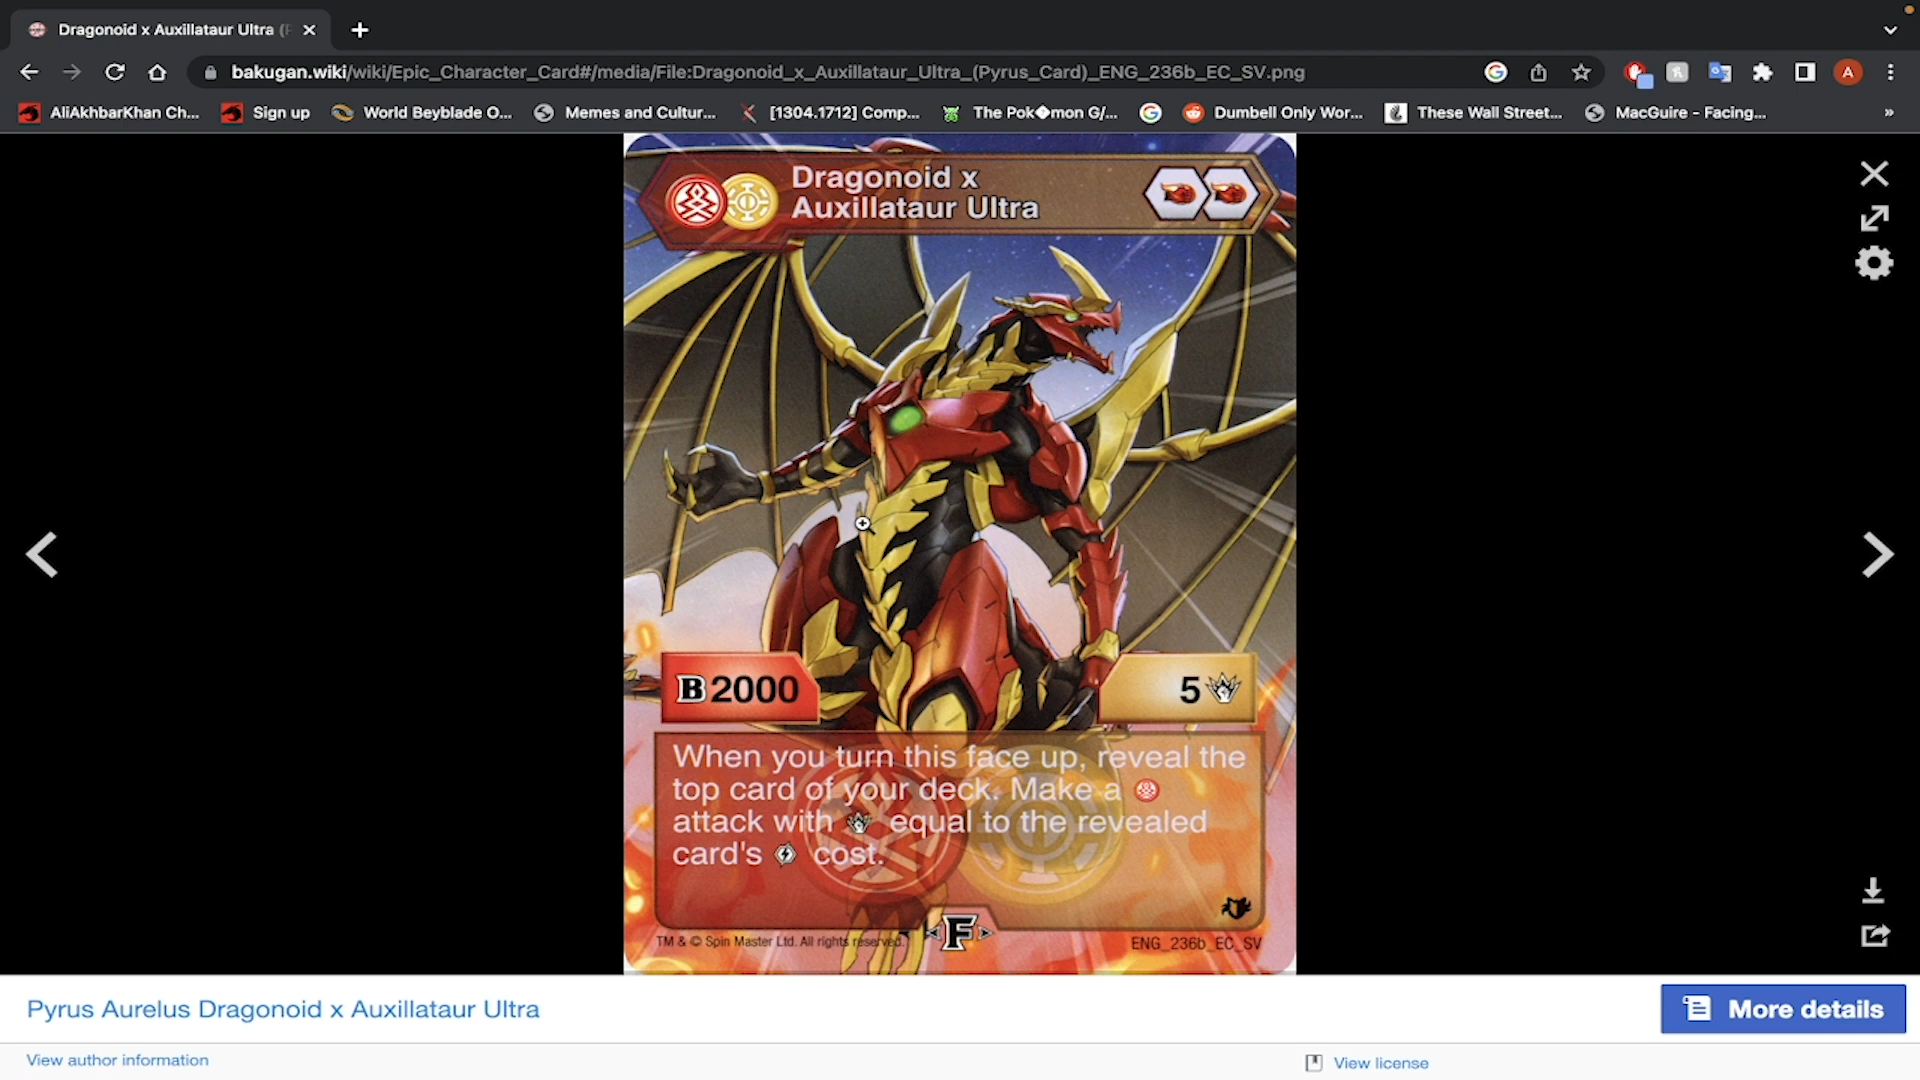 Dragonoid x Auxillataur Ultra (
bakugan.wiki/wiki/Epic_Character_Card#/media/File:Dragonoid_x_Auxillataur_Ultra_(Pyrus_Card)_ENG_236b_EC_SV.png
A
AliAkhbarKhan Ch... Sign up World Beyblade O... Memes and Cultur... [1304.1712] Comp... The Pok�mon G/... Dumbell Only Wor... These Wall Street... MacGuire - Facing... »
Dragonoid x
Auxillataur Ultra
B 2000
5
When you turn this face up, reveal the
top card of your deck. Make a
attack with equal to the revealed
card's cost.
F
TM & © Spin Master Ltd. All rights reserved.
ENG_236b_EC_SV
Pyrus Aurelus Dragonoid x Auxillataur Ultra
More details
View author information
View license